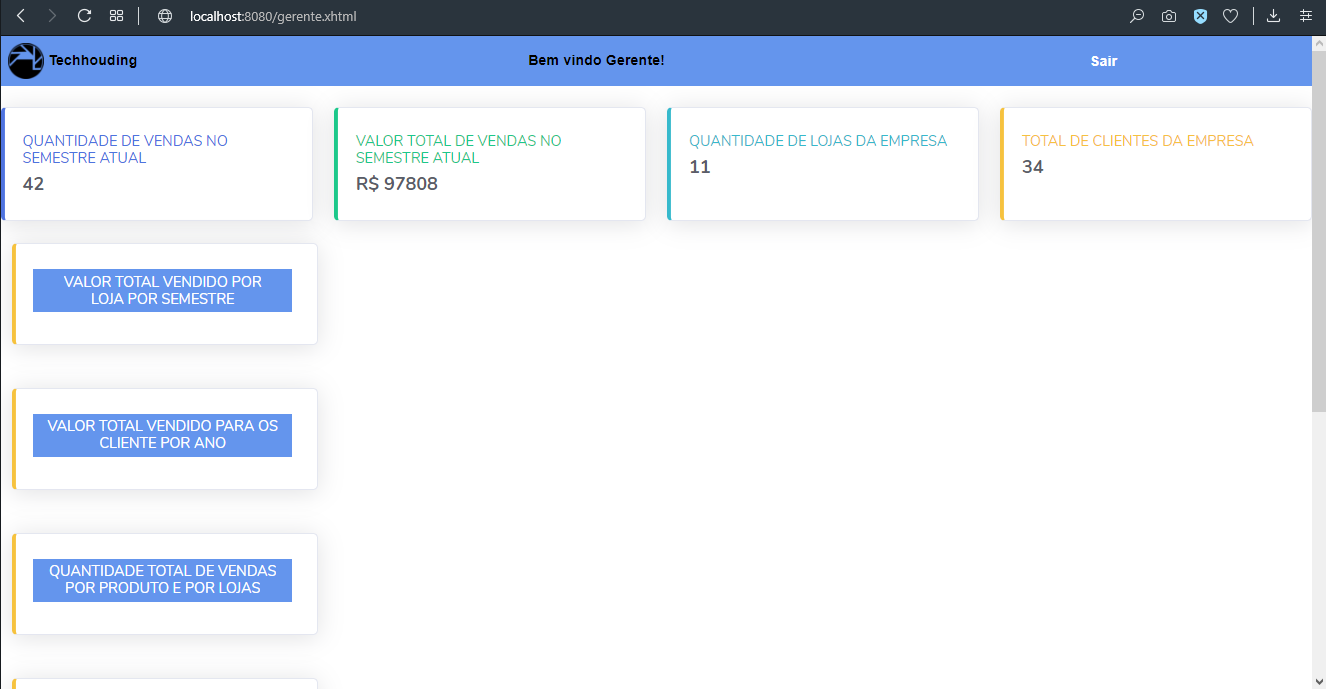 localhost:8080/gerente.xhtml
Techhouding
Bem vindo Gerente!
Sair
QUANTIDADE DE VENDAS NO
SEMESTRE ATUAL
42
VALOR TOTAL DE VENDAS NO
SEMESTRE ATUAL
R$ 97808
QUANTIDADE DE LOJAS DA EMPRESA
11
TOTAL DE CLIENTES DA EMPRESA
34
VALOR TOTAL VENDIDO POR
LOJA POR SEMESTRE
VALOR TOTAL VENDIDO PARA OS
CLIENTE POR ANO
QUANTIDADE TOTAL DE VENDAS
POR PRODUTO E POR LOJAS